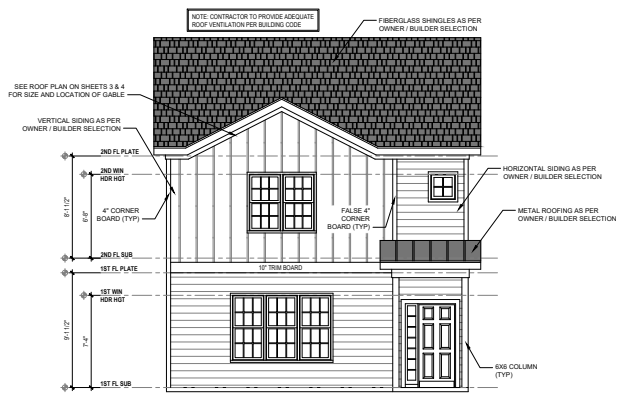 NOTE: CONTRACTOR TO PROVIDE ADEQUATE
ROOF VENTILATION PER BUILDING CODE
FIBERGLASS SHINGLES AS PER
OWNER / BUILDER SELECTION
SEE ROOF PLAN ON SHEETS 3 & 4
FOR SIZE AND LOCATION OF GABLE
VERTICAL SIDING AS PER
OWNER / BUILDER SELECTION
2ND FL PLATE
2ND WIN
HDR HGT
HORIZONTAL SIDING AS PER
OWNER / BUILDER SELECTION
8'-1 1/2"
6'-8"
4" CORNER
BOARD (TYP)
FALSE 4"
CORNER
BOARD (TYP)
METAL ROOFING AS PER
OWNER / BUILDER SELECTION
2ND FL SUB
1ST FL PLATE
10" TRIM BOARD
1ST WIN
HDR HGT
9'-1 1/2"
7'-4"
6X6 COLUMN
(TYP)
1ST FL SUB